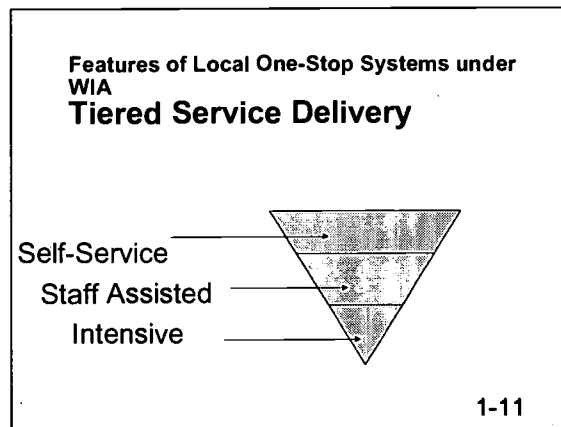 Features of Local One-Stop Systems under
WIA
Tiered Service Delivery
Self-Service
Staff Assisted
Intensive
1-11